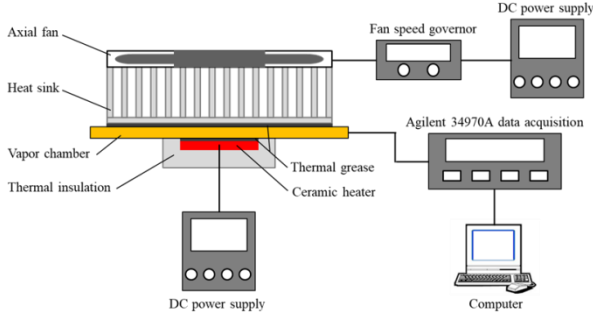 DC power supply
Axial fan
Fan speed governor
Heat sink
Agilent 34970A data acquisition
Vapor chamber
Thermal grease
Thermal insulation
Ceramic heater
DC power supply
Computer